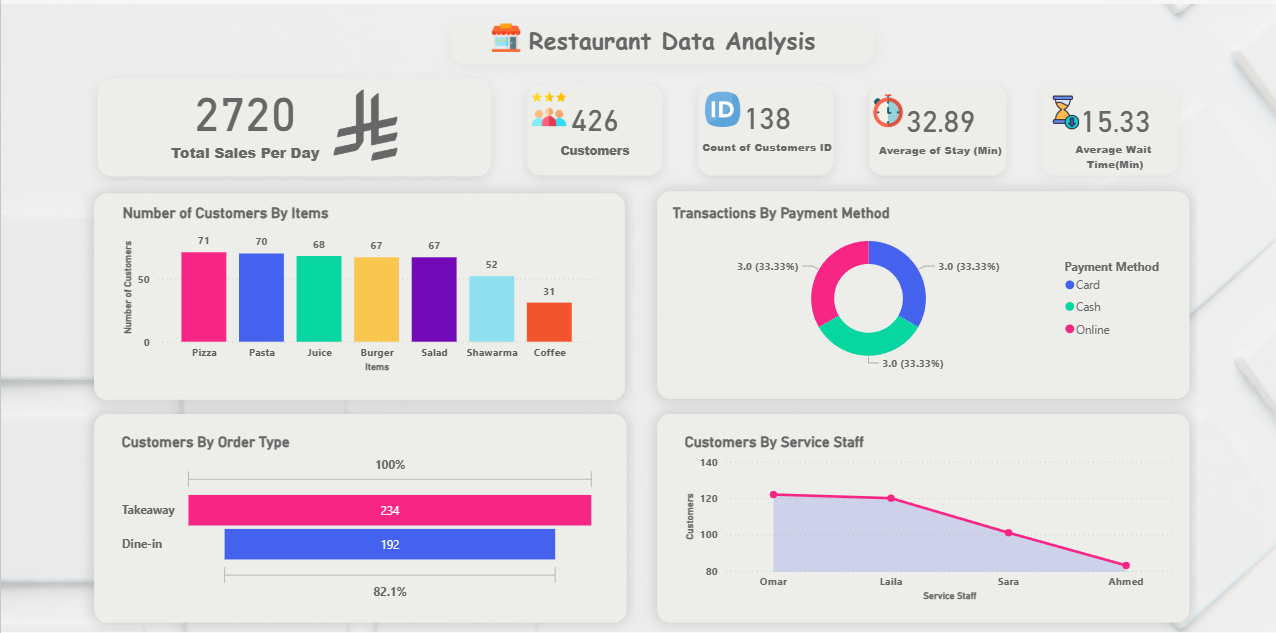 Restaurant Data Analysis
2720
Total Sales Per Day
426
Customers
ID
138
Count of Customers ID
32.89
Average of Stay (Min)
15.33
Average Wait
Time(Min)
Number of Customers By Items
Number of Customers
50
0
71
70
68
67
67
52
31
Pizza
Pasta
Juice
Burger
Salad
Shawarma
Coffee
Items
Transactions By Payment Method
3.0 (33.33%)
3.0 (33.33%)
3.0 (33.33%)
Payment Method
Card
Cash
Online
Customers By Order Type
100%
Takeaway
234
Dine-in
192
82.1%
Customers By Service Staff
Customers
140
120
100
80
Omar
Laila
Sara
Ahmed
Service Staff